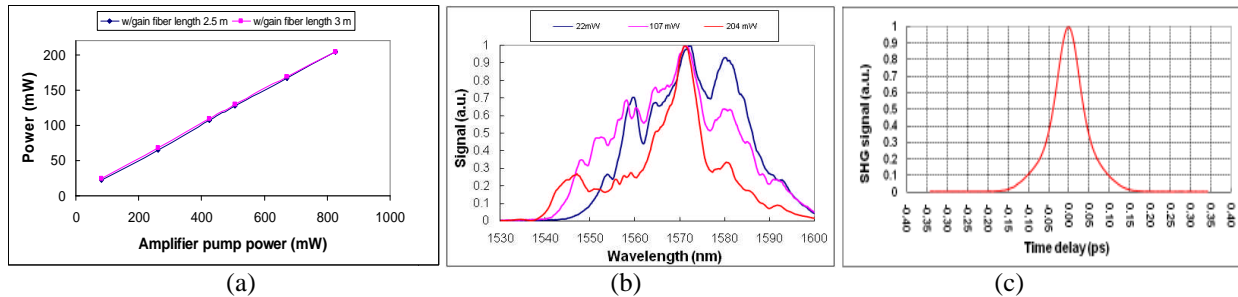 w/gain fiber length 2.5 m w/gain fiber length 3 m
Power (mW)
200
150
100
50
0
0 200 400 600 800 1000
Amplifier pump power (mW)
(a)
22mW 107 mW 204 mW
Signal (a.u.)
1
0.9
0.8
0.7
0.6
0.5
0.4
0.3
0.2
0.1
0
1530 1540 1550 1560 1570 1580 1590 1600
Wavelength (nm)
(b)
SHG signal (a.u.)
1
0.9
0.8
0.7
0.6
0.5
0.4
0.3
0.2
0.1
0
-0.40 -0.35 -0.30 -0.25 -0.20 -0.15 -0.10 -0.05 0.00 0.05 0.10 0.15 0.20 0.25 0.30 0.35 0.40
Time delay (ps)
(c)